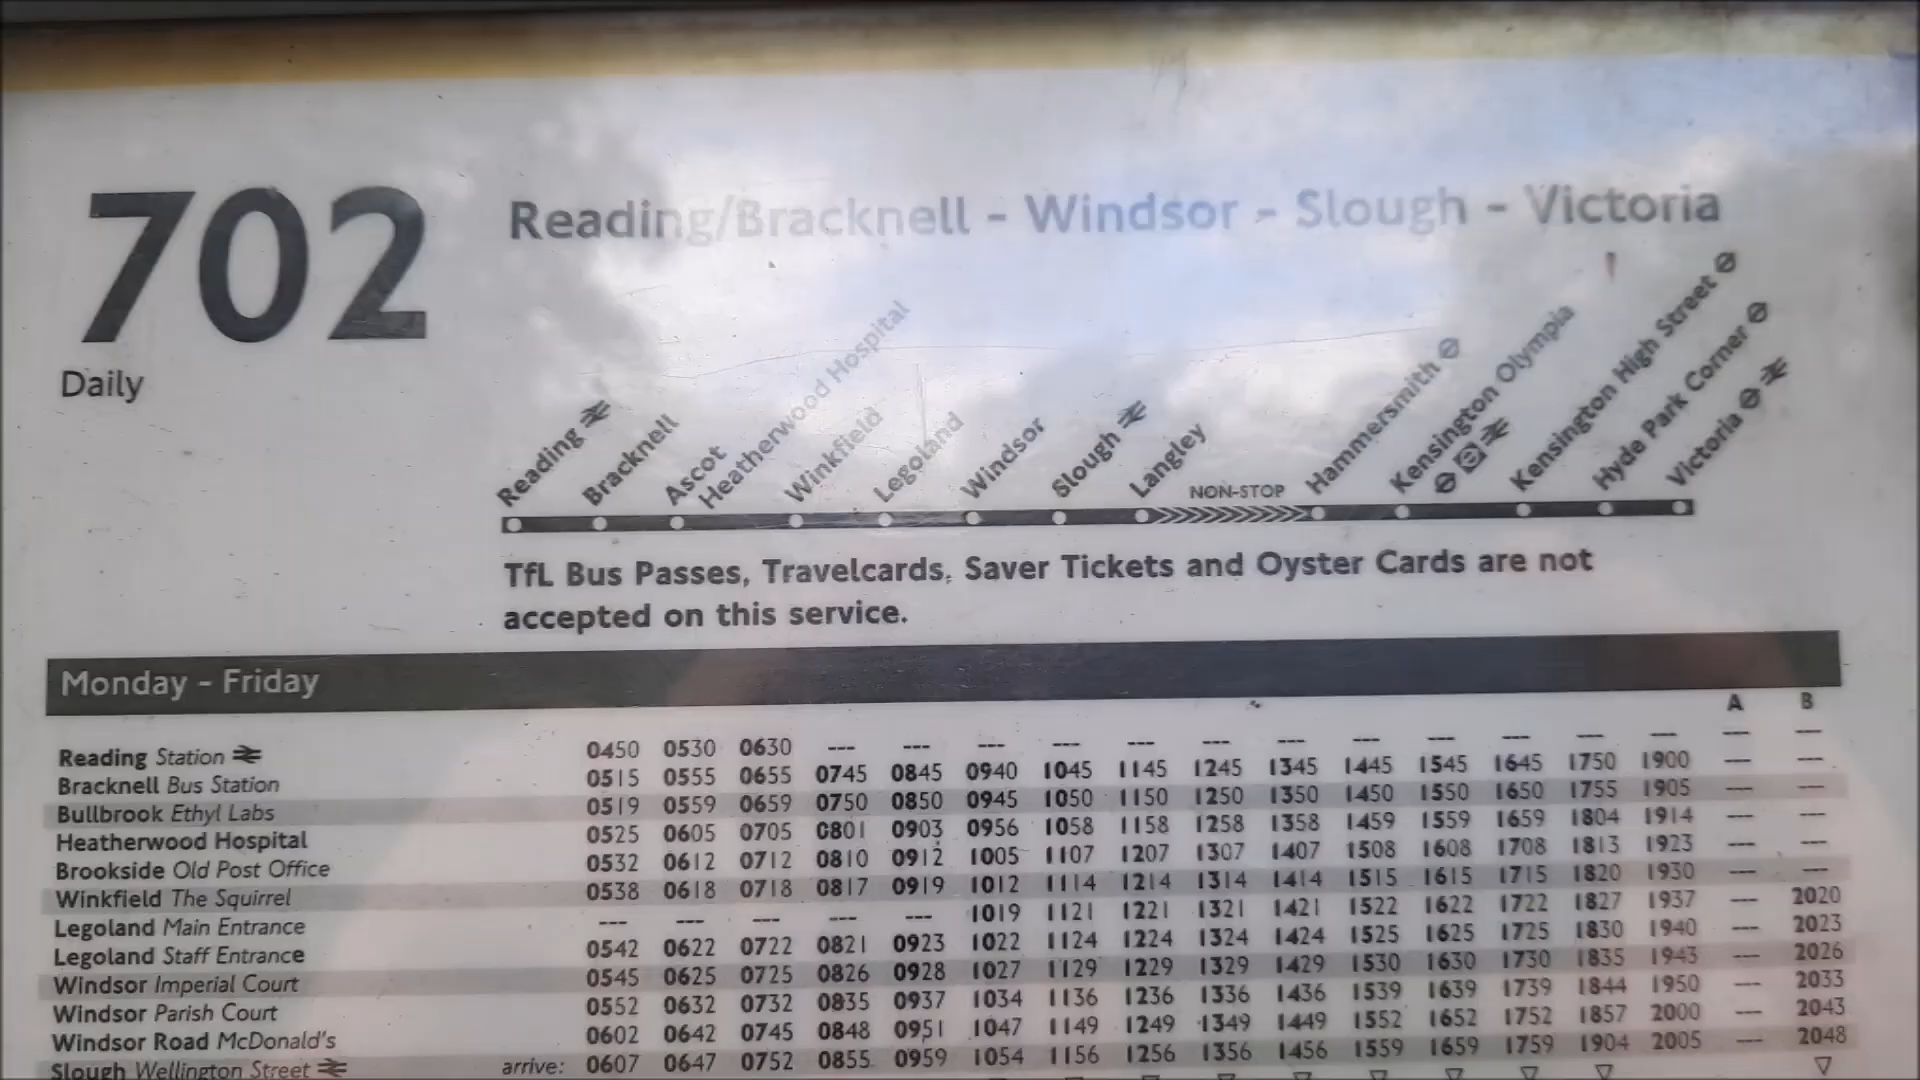 702
Daily
Reading/Bracknell - Windsor - Slough - Victoria
Reading
Bracknell
Ascot
Heatherwood Hospital
Winkfield
Legoland
Windsor
Slough
Langley
NON-STOP
Hammersmith
Kensington Olympia
Kensington High Street
Hyde Park Corner
Victoria
TfL Bus Passes, Travelcards, Saver Tickets and Oyster Cards are not
accepted on this service.
Monday - Friday
A B
Reading Station 0450 0530 0630 --- --- --- --- --- --- --- --- --- --- --- --- --- ---
Bracknell Bus Station 0515 0555 0655 0745 0845 0940 1045 1145 1245 1345 1445 1545 1645 1750 1900 --- ---
Bullbrook Ethyl Labs 0519 0559 0659 0750 0850 0945 1050 1150 1250 1350 1450 1550 1650 1755 1905 --- ---
Heatherwood Hospital 0525 0605 0705 0801 0903 0956 1058 1158 1258 1358 1459 1559 1659 1804 1914 --- ---
Brookside Old Post Office 0532 0612 0712 0810 0912 1005 1107 1207 1307 1407 1508 1608 1708 1813 1923 --- ---
Winkfield The Squirrel 0538 0618 0718 0817 0919 1012 1114 1214 1314 1414 1515 1615 1715 1820 1930 --- ---
Legoland Main Entrance --- --- --- --- --- 1019 1121 1221 1321 1421 1522 1622 1722 1827 1937 --- 2020
Legoland Staff Entrance 0542 0622 0722 0821 0923 1022 1124 1224 1324 1424 1525 1625 1725 1830 1940 --- 2023
Windsor Imperial Court 0545 0625 0725 0826 0928 1027 1129 1229 1329 1429 1530 1630 1730 1835 1943 --- 2026
Windsor Parish Court 0552 0632 0732 0835 0937 1034 1136 1236 1336 1436 1539 1639 1739 1844 1950 --- 2033
Windsor Road McDonald's 0602 0642 0745 0848 0951 1047 1149 1249 1349 1449 1552 1652 1752 1857 2000 --- 2043
Slough Wellington Street arrive: 0607 0647 0752 0855 0959 1054 1156 1256 1356 1456 1559 1659 1759 1904 2005 --- 2048